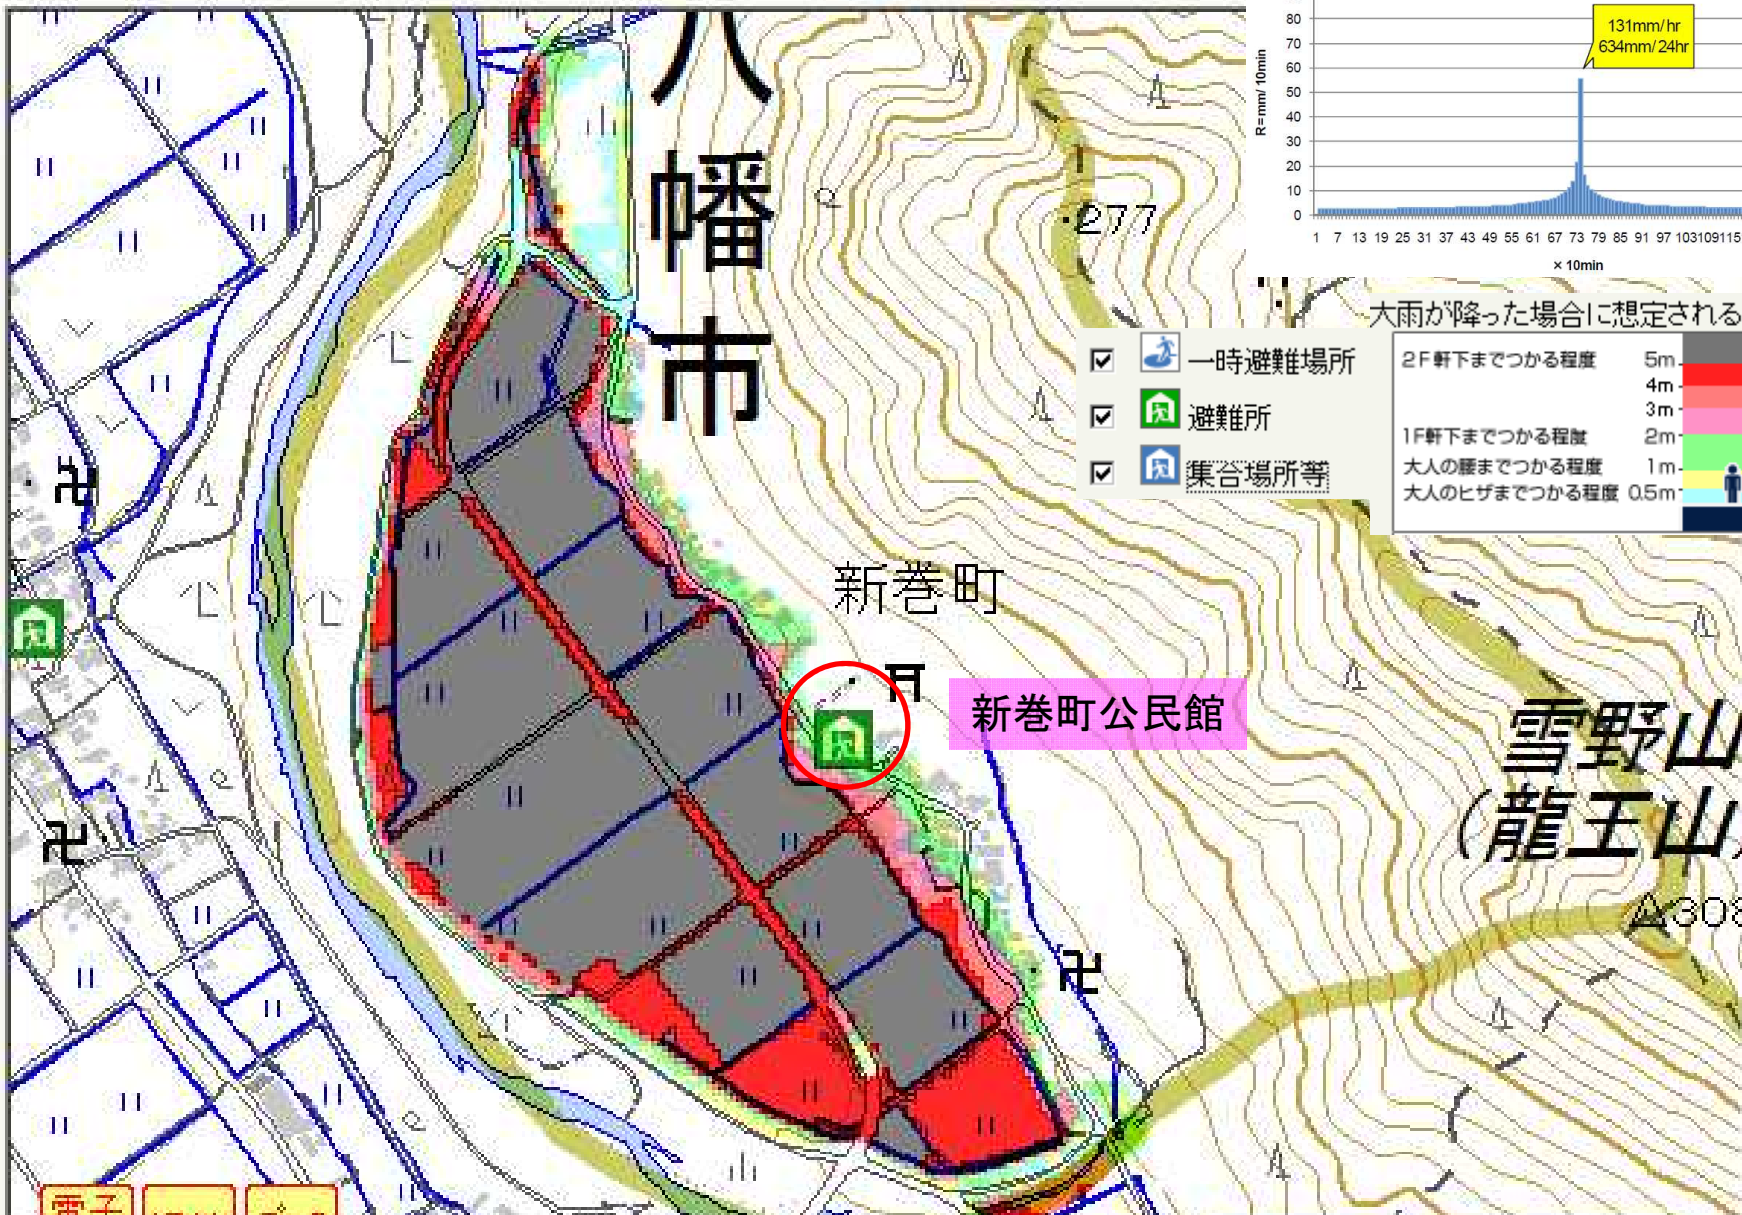 八幡市
80
70
60
50
40
30
20
10
0
R=mm/10min
131mm/hr
634mm/24hr
1 7 13 19 25 31 37 43 49 55 61 67 73 79 85 91 97 103109115
×10min
・277
大雨が降った場合に想定される
一時避難場所
避難所
集合場所等
2F軒下までつかる程度 5m
4m
3m
1F軒下までつかる程度 2m
大人の腰までつかる程度 1m
大人のヒザまでつかる程度 0.5m
新巻町
新巻町公民館
雪野山
(龍王山)
308
電子